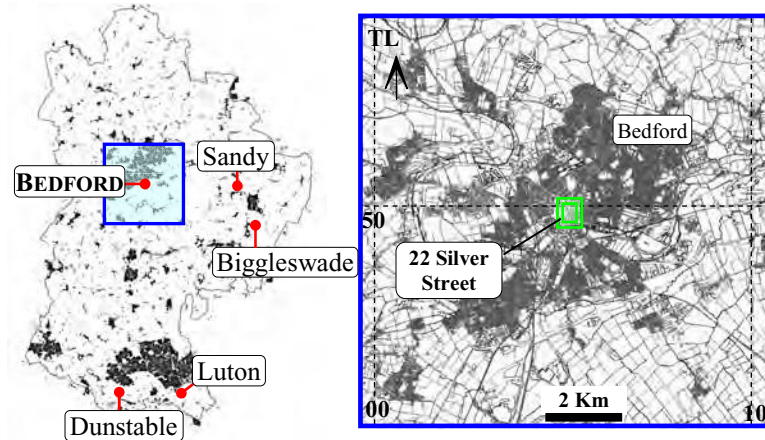 BEDFORD
Sandy
Biggleswade
Luton
Dunstable
TL
Bedford
50
22 Silver
Street
00
2 Km
10